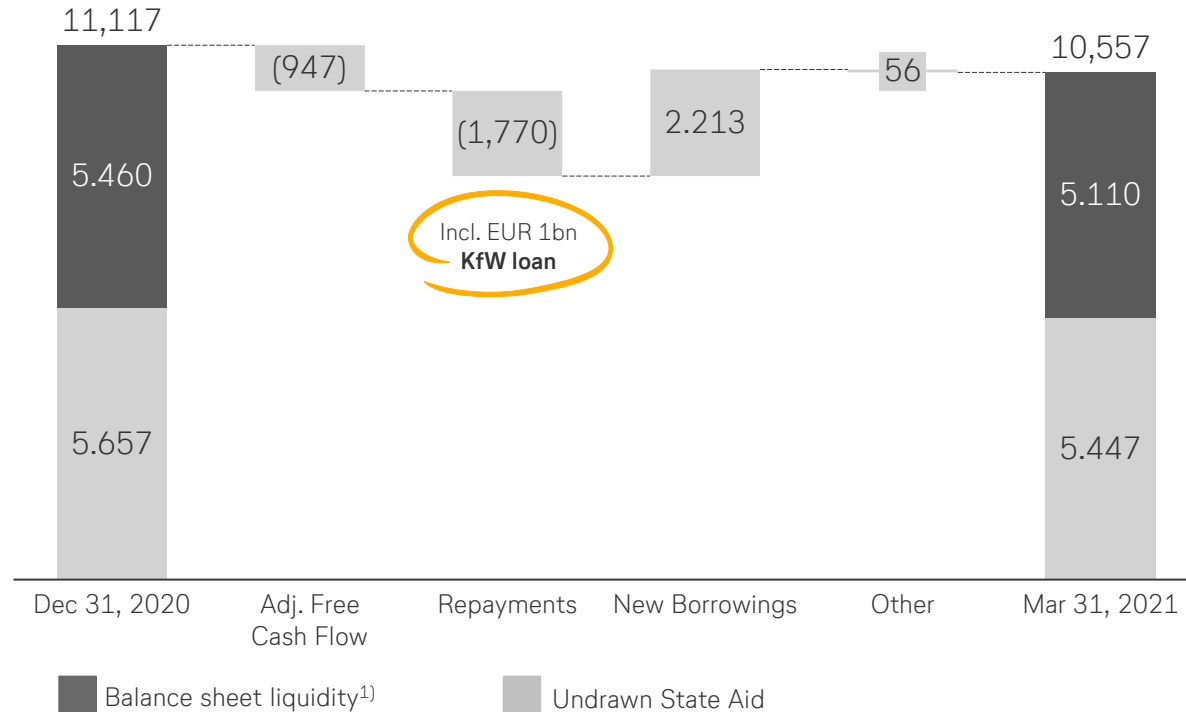 11,117
10,557
(947)
56
(1,770)
2.213
5.460
5.110
Incl. EUR 1bn
KfW loan
5.657
5.447
Dec 31, 2020
Adj. Free
Cash Flow
Repayments
New Borrowings
Other
Mar 31, 2021
Balance sheet liquidity1)
Undrawn State Aid